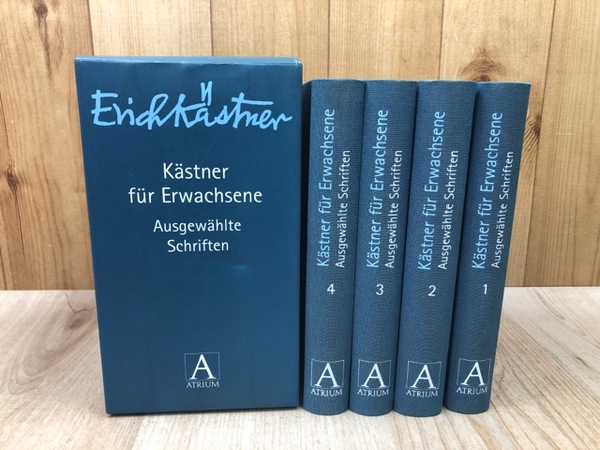 Erich Kästner
Kästner
für Erwachsene
Ausgewählte
Schriften
A
ATRIUM
Kästner für Erwachsene
Ausgewählte Schriften
4
A
ATRIUM
Kästner für Erwachsene
Ausgewählte Schriften
3
A
ATRIUM
Kästner für Erwachsene
Ausgewählte Schriften
2
A
ATRIUM
Kästner für Erwachsene
Ausgewählte Schriften
1
A
ATRIUM